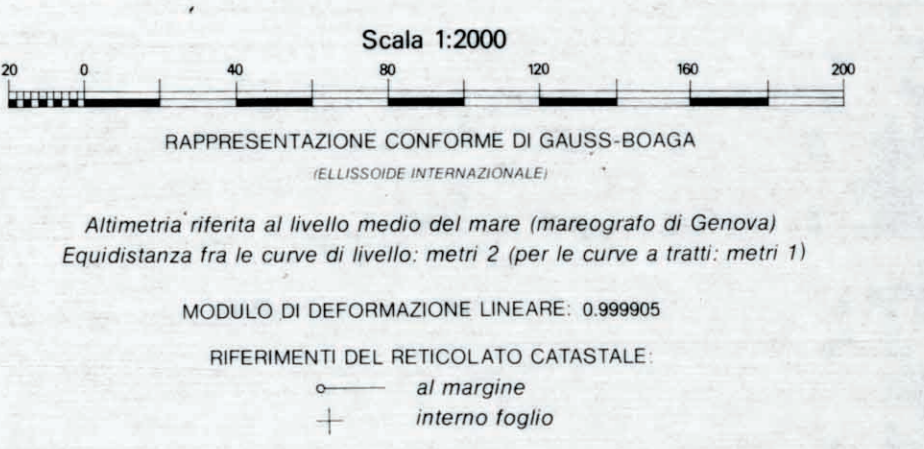 Scala 1:2000
20 0 40 80 120 160 200
RAPPRESENTAZIONE CONFORME DI GAUSS-BOAGA
(ELLISSOIDE INTERNAZIONALE)
Altimetria riferita al livello medio del mare (mareografo di Genova)
Equidistanza fra le curve di livello: metri 2 (per le curve a tratti: metri 1)
MODULO DI DEFORMAZIONE LINEARE: 0.999905
RIFERIMENTI DEL RETICOLATO CATASTALE:
al margine
interno foglio